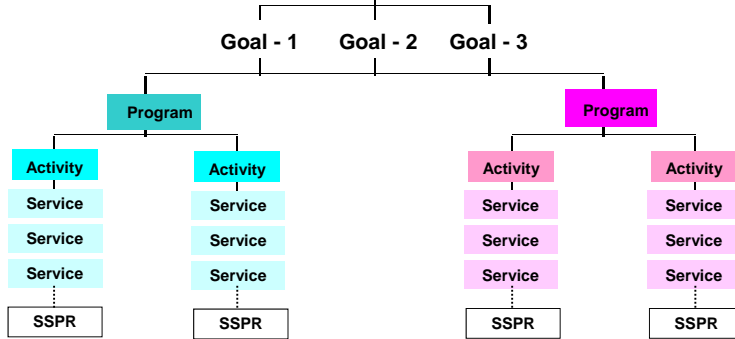 Goal - 1 Goal - 2 Goal - 3
Program Program
Activity Activity Activity Activity
Service Service Service Service
Service Service Service Service
Service Service Service Service
SSPR SSPR SSPR SSPR